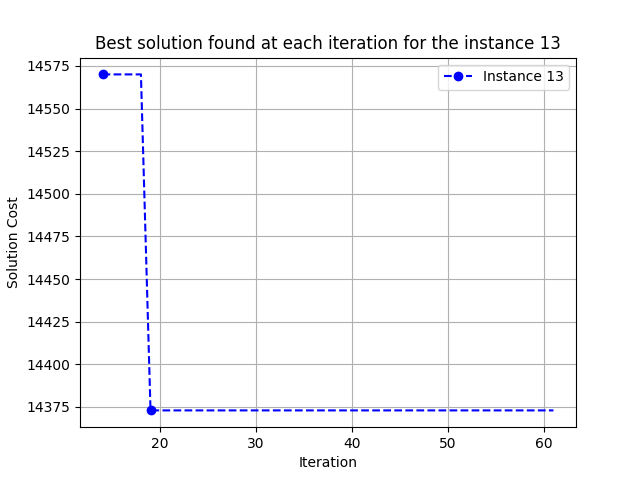 Best solution found at each iteration for the instance 13
Instance 13
14575
14550
14525
14500
14475
14450
14425
14400
14375
Solution Cost
20 30 40 50 60
Iteration